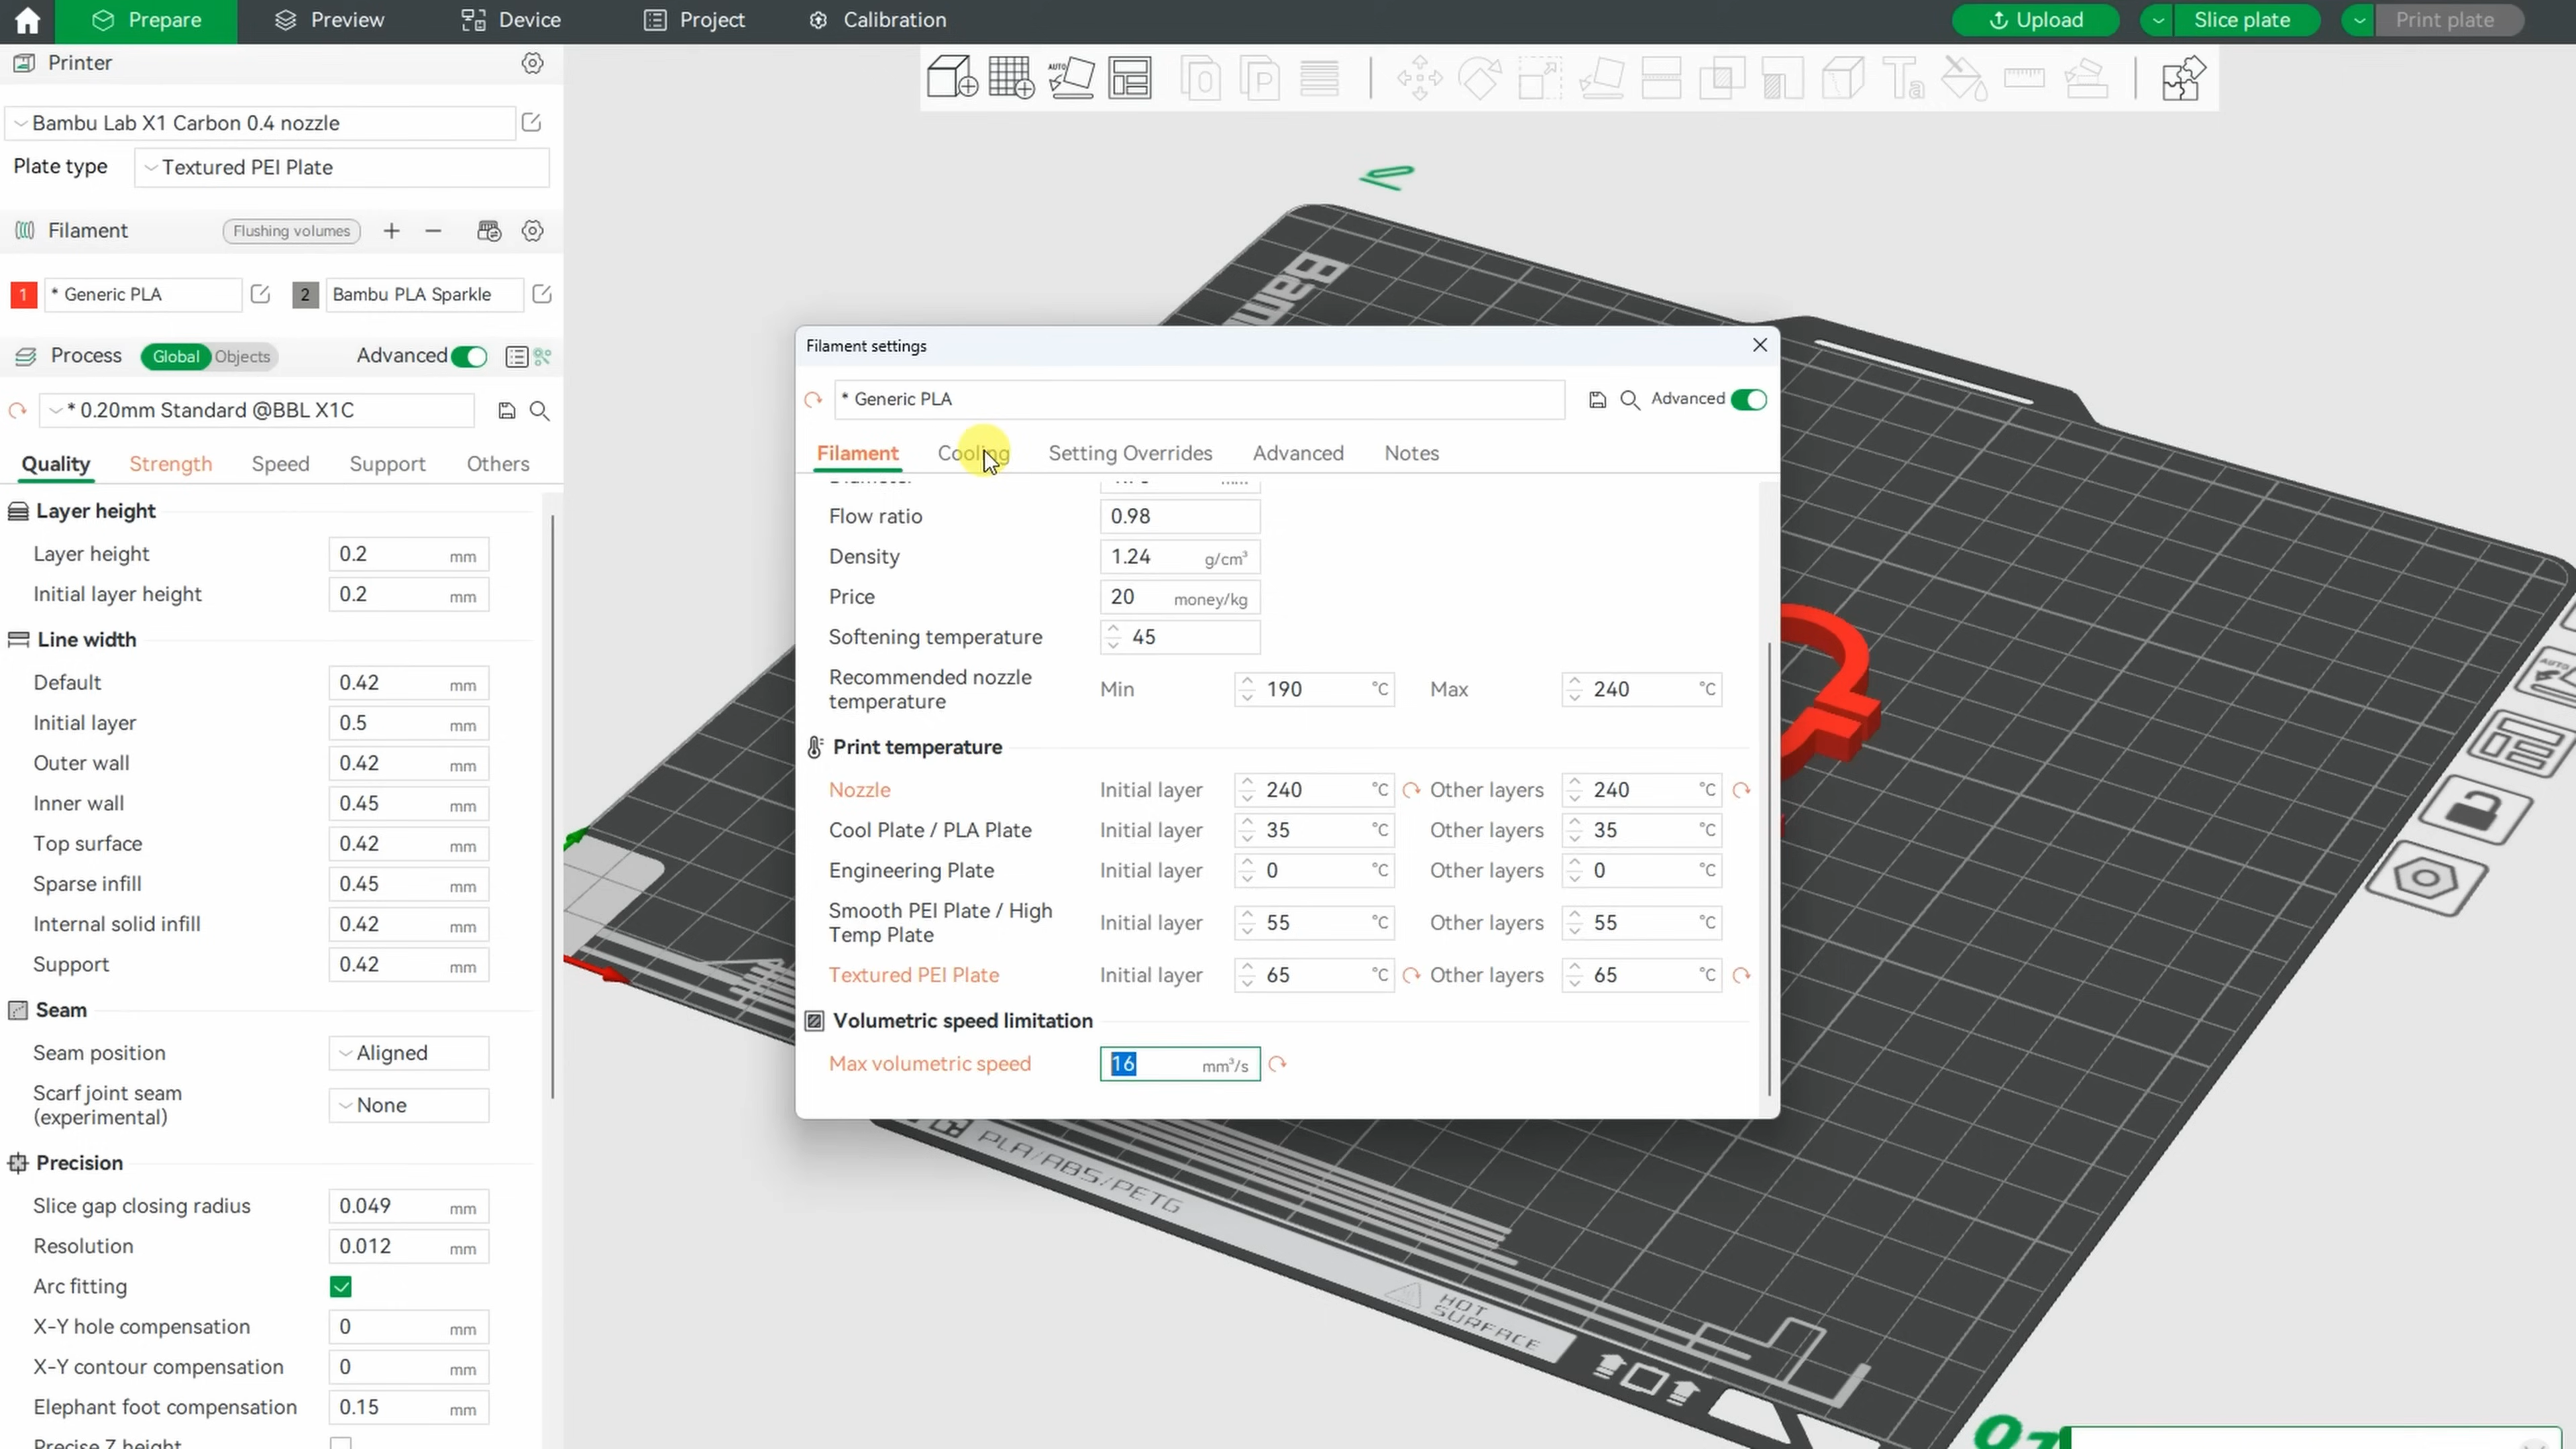 Prepare Preview Device Project Calibration Upload Slice plate Print plate
Printer
Bambu Lab X1 Carbon 0.4 nozzle
Plate type Textured PEI Plate
Filament Flushing volumes
1 * Generic PLA 2 Bambu PLA Sparkle
Process Global Objects Advanced
* 0.20mm Standard @BBL X1C
Quality Strength Speed Support Others
Layer height
Layer height 0.2 mm
Initial layer height 0.2 mm
Line width
Default 0.42 mm
Initial layer 0.5 mm
Outer wall 0.42 mm
Inner wall 0.45 mm
Top surface 0.42 mm
Sparse infill 0.45 mm
Internal solid infill 0.42 mm
Support 0.42 mm
Seam
Seam position Aligned
Scarf joint seam
(experimental) None
Precision
Slice gap closing radius 0.049 mm
Resolution 0.012 mm
Arc fitting
X-Y hole compensation 0 mm
X-Y contour compensation 0 mm
Elephant foot compensation 0.15 mm
Precise Z height
Filament settings
* Generic PLA Advanced
Filament Cooling Setting Overrides Advanced Notes
Flow ratio 0.98
Density 1.24 g/cm³
Price 20 money/kg
Softening temperature 45
Recommended nozzle
temperature Min 190 °C Max 240 °C
Print temperature
Nozzle Initial layer 240 °C Other layers 240 °C
Cool Plate / PLA Plate Initial layer 35 °C Other layers 35 °C
Engineering Plate Initial layer 0 °C Other layers 0 °C
Smooth PEI Plate / High
Temp Plate Initial layer 55 °C Other layers 55 °C
Textured PEI Plate Initial layer 65 °C Other layers 65 °C
Volumetric speed limitation
Max volumetric speed 16 mm³/s
PLA/ABS/PETG
HOT
SURFACE
01